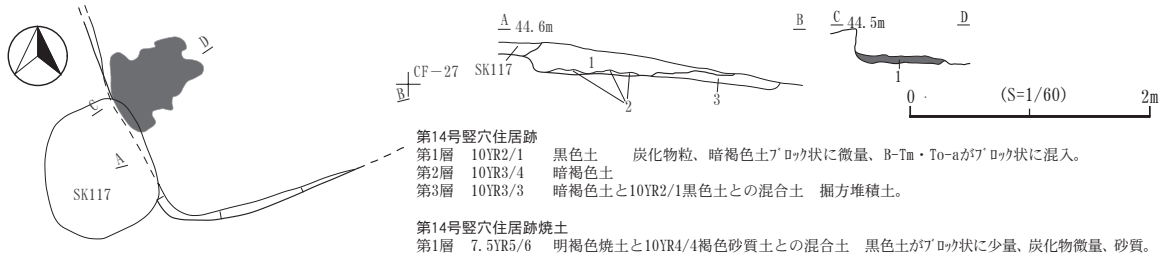 A 44.6m
B
C 44.5m
D
D
SK117
1
CF-27
B
C
1
2
3
0
(S=1/60)
2m
A
SK117
第14号竪穴住居跡
第1層 10YR2/1 黒色土 炭化物粒、暗褐色土ﾌﾞﾛｯｸ状に微量、B-Tm・To-aがﾌﾞﾛｯｸ状に混入。
第2層 10YR3/4 暗褐色土
第3層 10YR3/3 暗褐色土と10YR2/1黒色土との混合土 掘方堆積土。
第14号竪穴住居跡焼土
第1層 7.5YR5/6 明褐色焼土と10YR4/4褐色砂質土との混合土 黒色土がﾌﾞﾛｯｸ状に少量、炭化物微量、砂質。